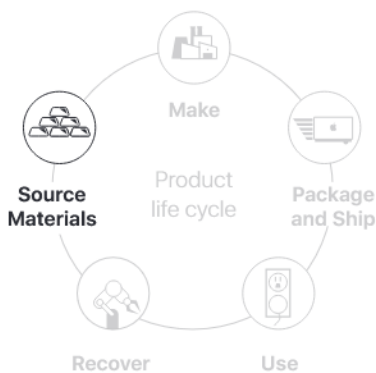 Make
Source
Materials
Product
life cycle
Package
and Ship
Recover
Use